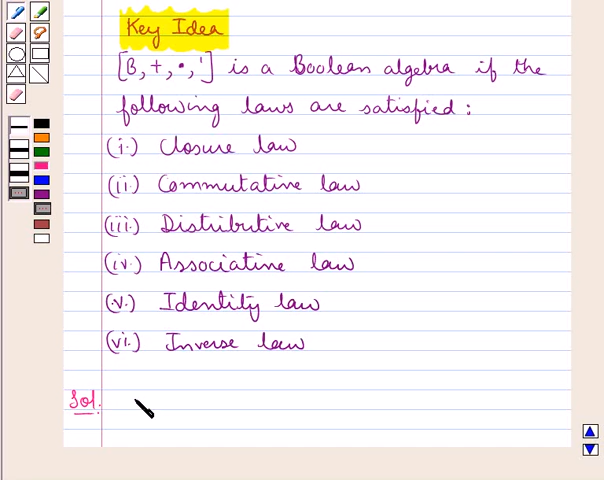 Key Idea
[B, +, •, '] is a Boolean algebra if the
following laws are satisfied :
(i.) Closure law
(ii.) Commutative law
(iii.) Distributive law
(iv.) Associative law
(v.) Identity law
(vi.) Inverse law
Sol.